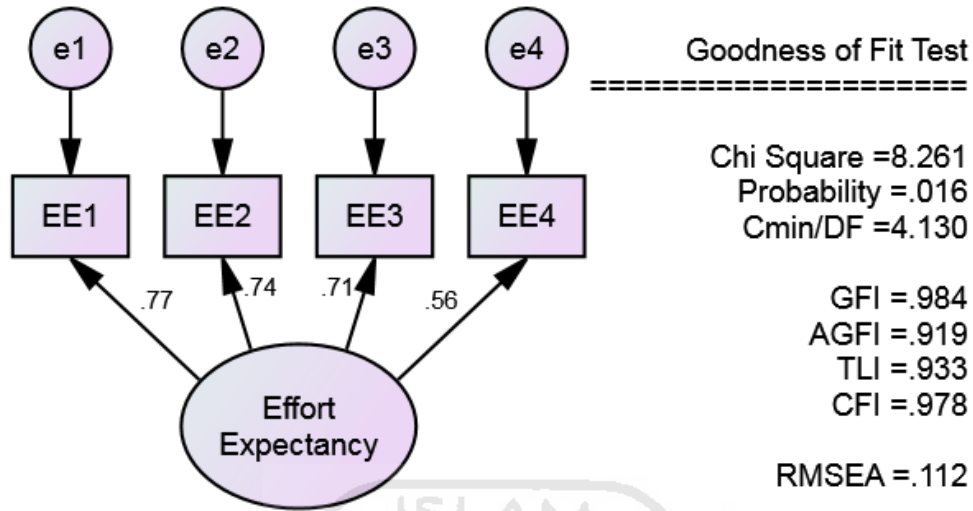 e1 e2 e3 e4
EE1 EE2 EE3 EE4
.77 .74 .71 .56
Effort
Expectancy
Goodness of Fit Test
=====================
Chi Square =8.261
Probability =.016
Cmin/DF =4.130
GFI =.984
AGFI =.919
TLI =.933
CFI =.978
RMSEA =.112
ISLAM